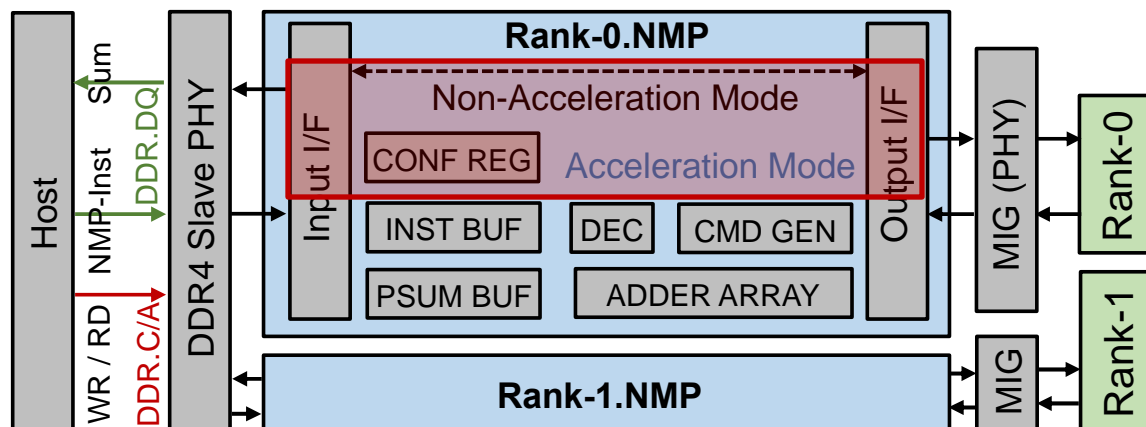 Host
Sum
NMP-Inst
WR / RD
DDR.DQ
DDR.C/A
DDR4 Slave PHY
Rank-0.NMP
Input I/F
Non-Acceleration Mode
CONF REG
Acceleration Mode
INST BUF
DEC
CMD GEN
PSUM BUF
ADDER ARRAY
Output I/F
MIG (PHY)
Rank-0
Rank-1.NMP
MIG
Rank-1